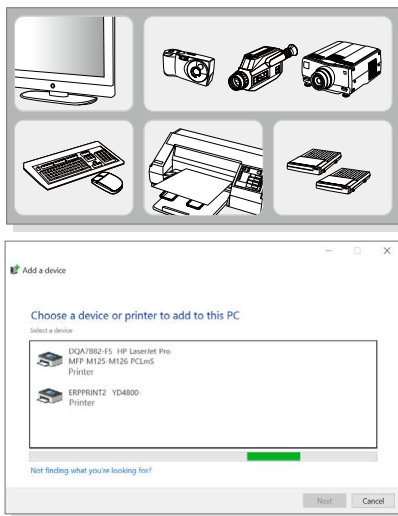 Add a device
Choose a device or printer to add to this PC
Select a device
DQA7882-F5 HP LaserJet Pro
MFP M125-M126 PCLmS
Printer
ERPPRINT2 YD4800-
Printer
Not finding what you're looking for?
Next
Cancel